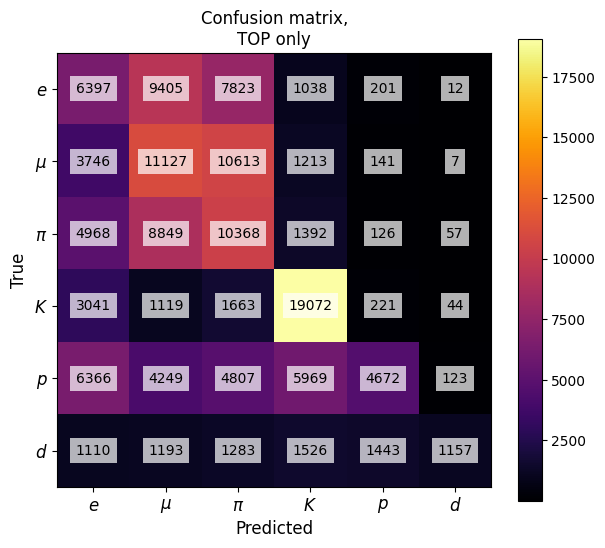 Confusion matrix,
TOP only
True
e 6397 9405 7823 1038 201 12
μ 3746 11127 10613 1213 141 7
π 4968 8849 10368 1392 126 57
K 3041 1119 1663 19072 221 44
p 6366 4249 4807 5969 4672 123
d 1110 1193 1283 1526 1443 1157
e μ π K p d
Predicted
17500
15000
12500
10000
7500
5000
2500